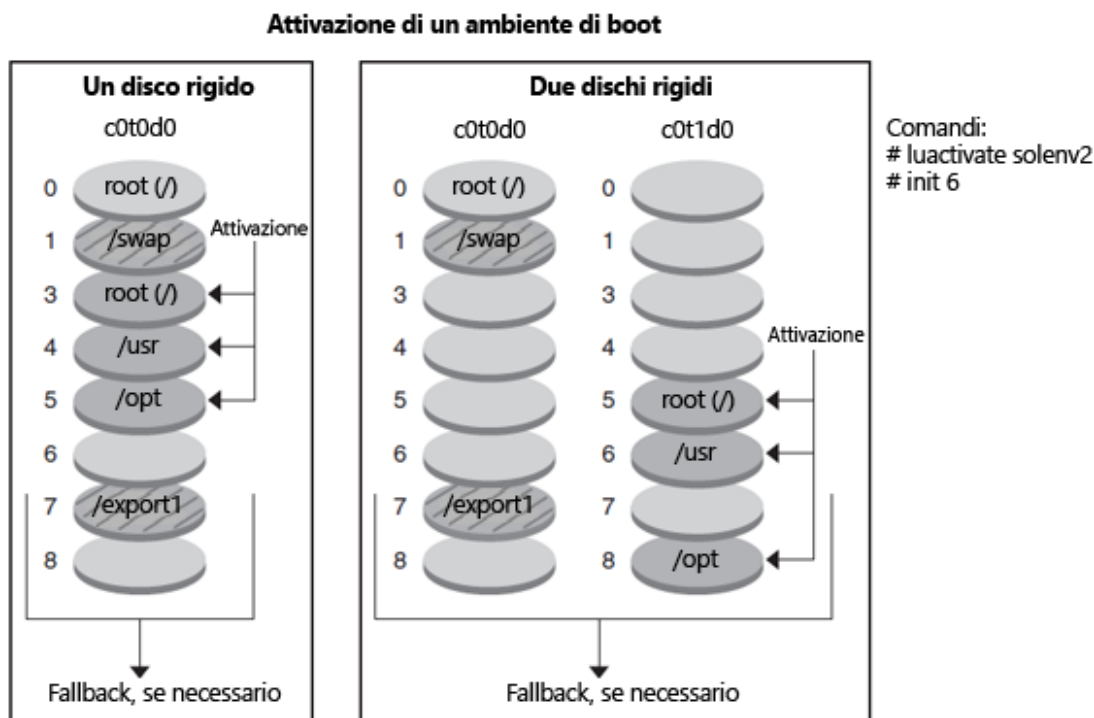 Attivazione di un ambiente di boot
Un disco rigido
c0t0d0
0 root (/)
1 /swap
Attivazione
3 root (/)
4 /usr
5 /opt
6
7 /export1
8
Fallback, se necessario
Due dischi rigidi
c0t0d0
0 root (/)
1 /swap
3
4
5
6
7 /export1
8
c0t1d0
0
1
3
4
Attivazione
5 root (/)
6 /usr
7
8 /opt
Fallback, se necessario
Comandi:
# luactivate solenv2
# init 6